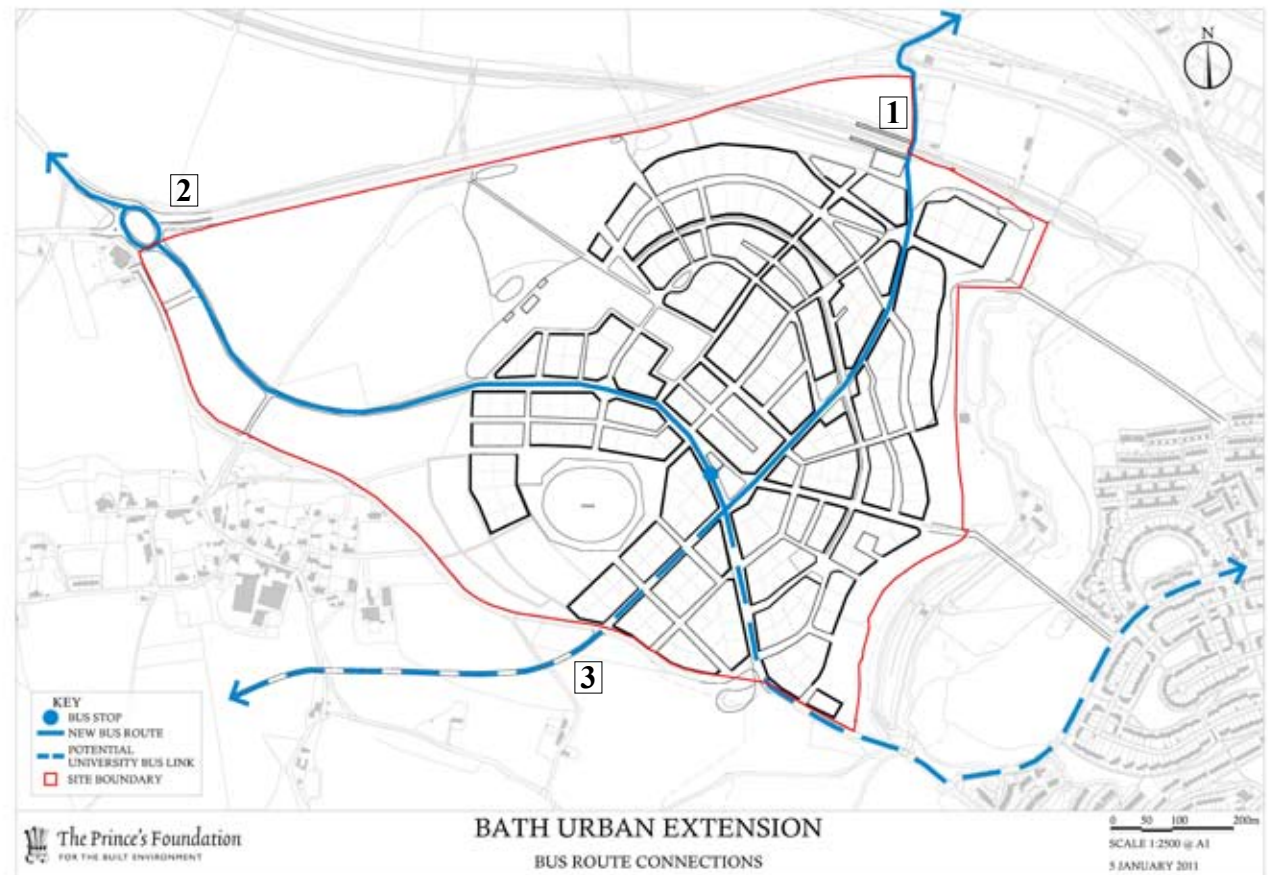 N
1
2
3
KEY
BUS STOP
NEW BUS ROUTE
POTENTIAL
UNIVERSITY BUS LINK
SITE BOUNDARY
The Prince's Foundation
FOR THE BUILT ENVIRONMENT
BATH URBAN EXTENSION
BUS ROUTE CONNECTIONS
0 50 100 200m
SCALE 1:2500 @ A1
5 JANUARY 2011